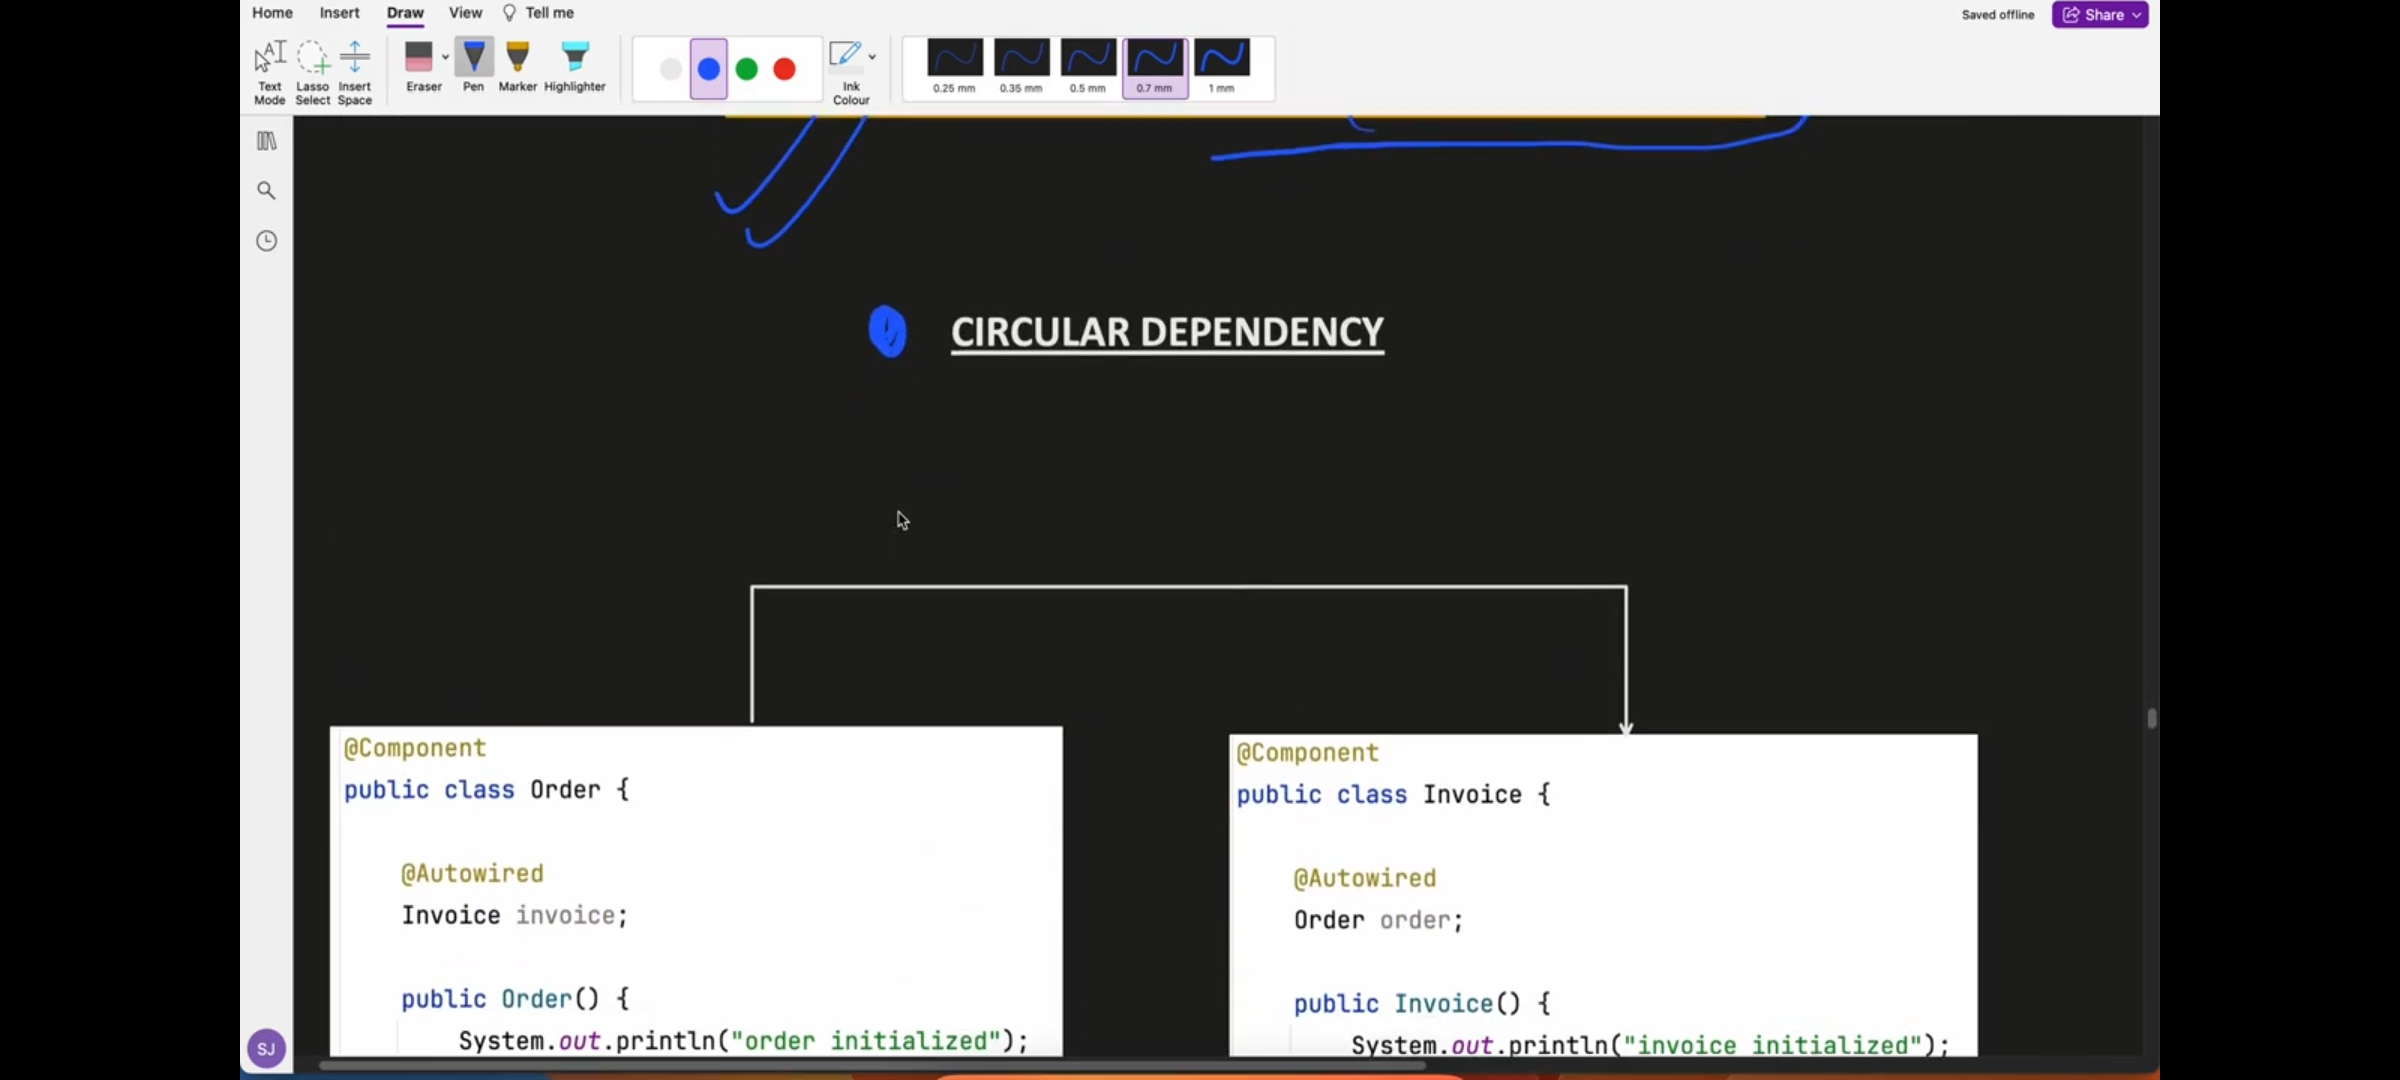 Home Insert Draw View Tell me
Saved offline Share
Text Mode
Lasso Select
Insert Space
Eraser Pen Marker Highlighter
Ink Colour
0.25 mm 0.35 mm 0.5 mm 0.7 mm 1 mm
CIRCULAR DEPENDENCY
@Component
public class Order {
@Autowired
Invoice invoice;
public Order() {
System.out.println("order initialized");
@Component
public class Invoice {
@Autowired
Order order;
public Invoice() {
System.out.println("invoice initialized");
SJ